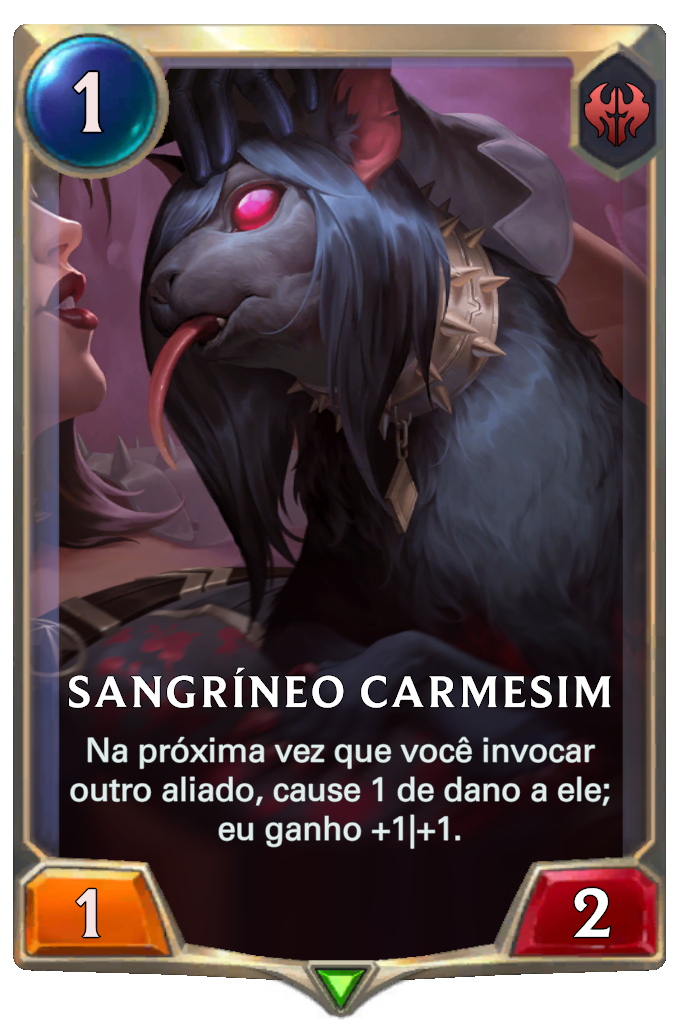 1
SANGRÍNEO CARMESIM
Na próxima vez que você invocar
outro aliado, cause 1 de dano a ele;
eu ganho +1|+1.
1
2